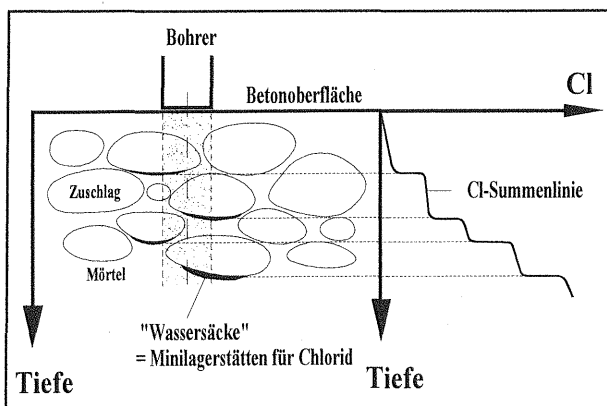 Bohrer
Betonoberfläche
Cl
Zuschlag
Cl-Summenlinie
Mörtel
"Wassersäcke"
= Minilagerstätten für Chlorid
Tiefe
Tiefe